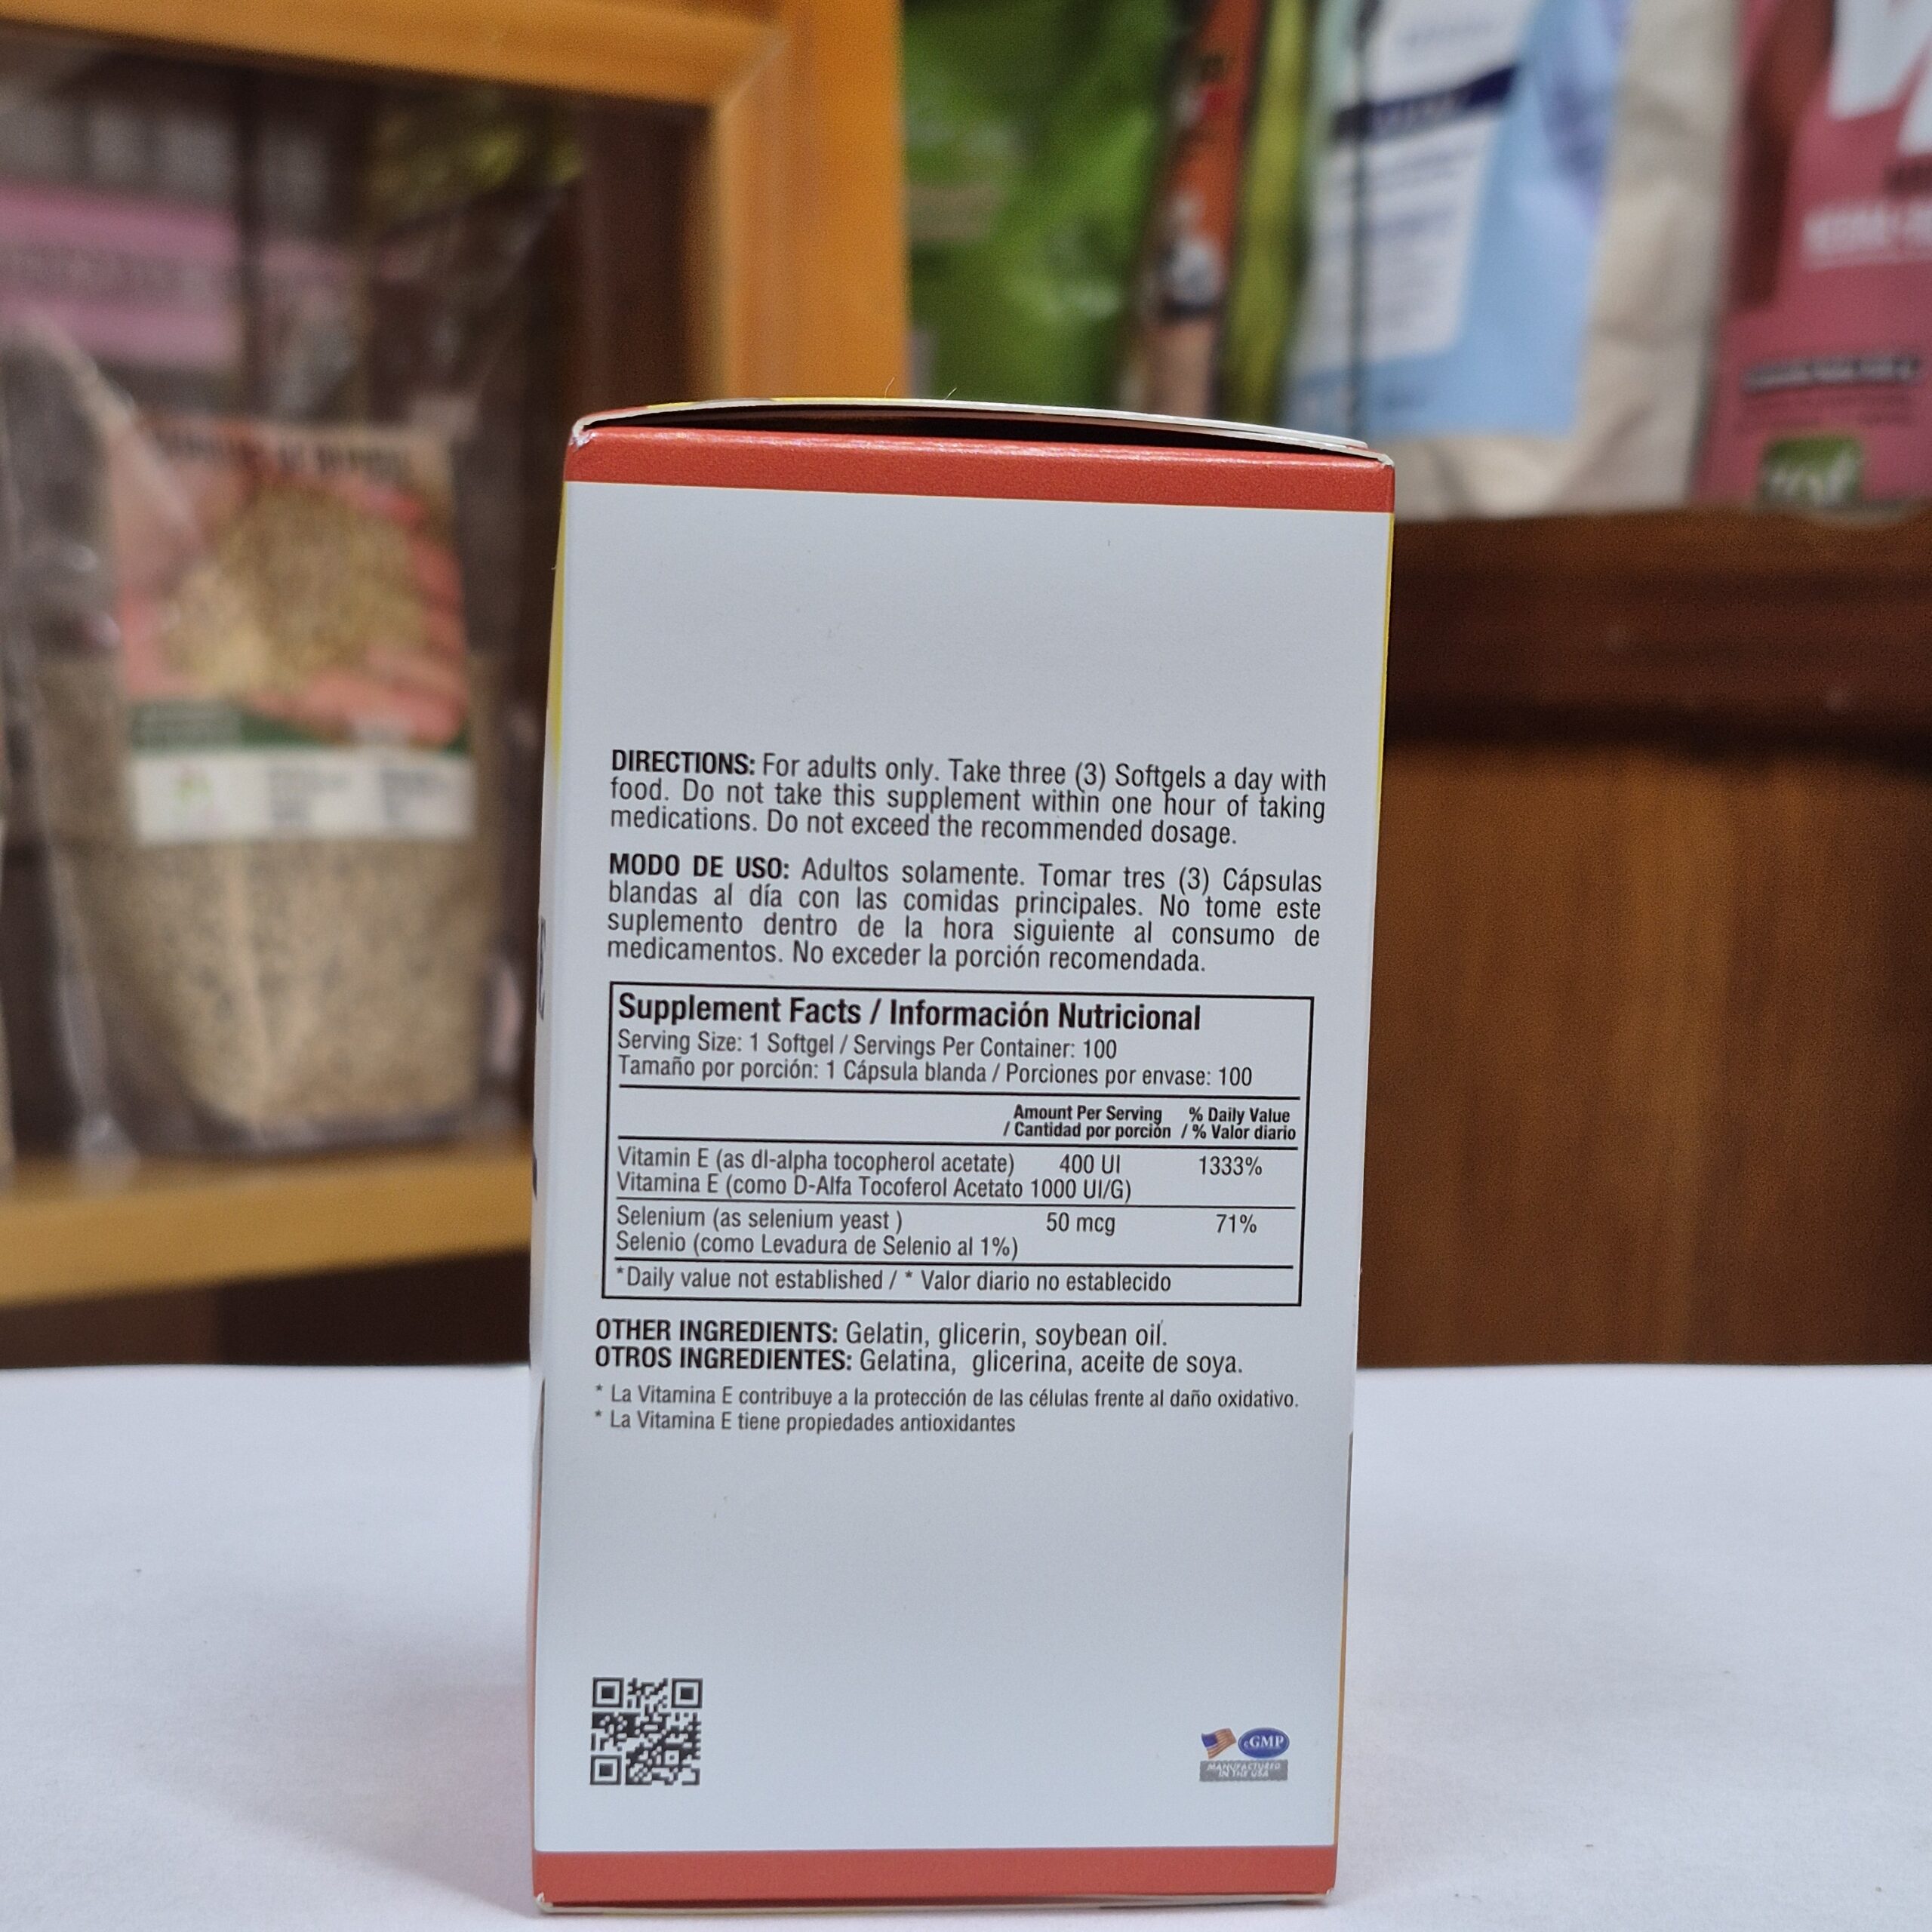 DIRECTIONS: For adults only. Take three (3) Softgels a day with
food. Do not take this supplement within one hour of taking
medications. Do not exceed the recommended dosage.
MODO DE USO: Adultos solamente. Tomar tres (3) Cápsulas
blandas al día con las comidas principales. No tome este
suplemento dentro de la hora siguiente al consumo de
medicamentos. No exceder la porción recomendada.
Supplement Facts / Información Nutricional
Serving Size: 1 Softgel / Servings Per Container: 100
Tamaño por porción: 1 Cápsula blanda / Porciones por envase: 100
Amount Per Serving % Daily Value
/ Cantidad por porción / % Valor diario
Vitamin E (as dl-alpha tocopherol acetate) 400 UI 1333%
Vitamina E (como D-Alfa Tocoferol Acetato 1000 UI/G)
Selenium (as selenium yeast ) 50 mcg 71%
Selenio (como Levadura de Selenio al 1%)
*Daily value not established / * Valor diario no establecido
OTHER INGREDIENTS: Gelatin, glicerin, soybean oil.
OTROS INGREDIENTES: Gelatina, glicerina, aceite de soya.
* La Vitamina E contribuye a la protección de las células frente al daño oxidativo.
* La Vitamina E tiene propiedades antioxidantes
cGMP
MANUFACTURED
IN THE USA